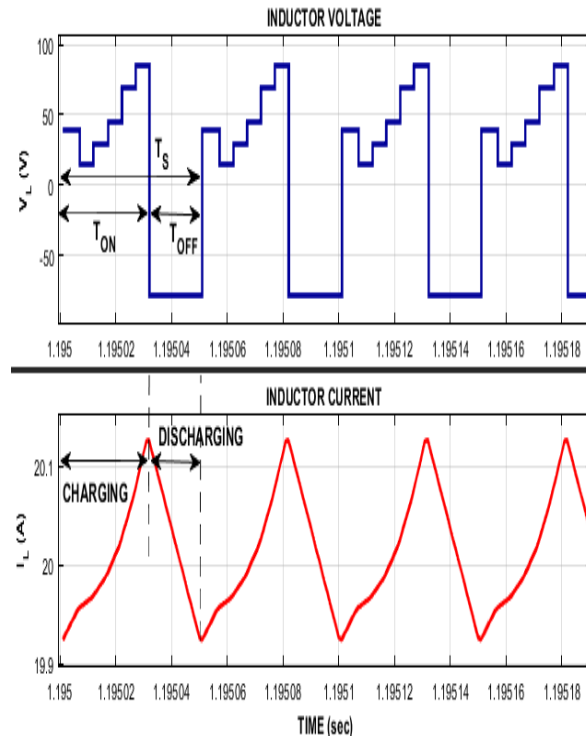 INDUCTOR VOLTAGE
100
50
0
-50
V_L (V)
T_S
T_ON
T_OFF
1.195 1.19502 1.19504 1.19506 1.19508 1.1951 1.19512 1.19514 1.19516 1.19518
INDUCTOR CURRENT
20.1
20
19.9
I_L (A)
DISCHARGING
CHARGING
1.195 1.19502 1.19504 1.19506 1.19508 1.1951 1.19512 1.19514 1.19516 1.19518
TIME (sec)